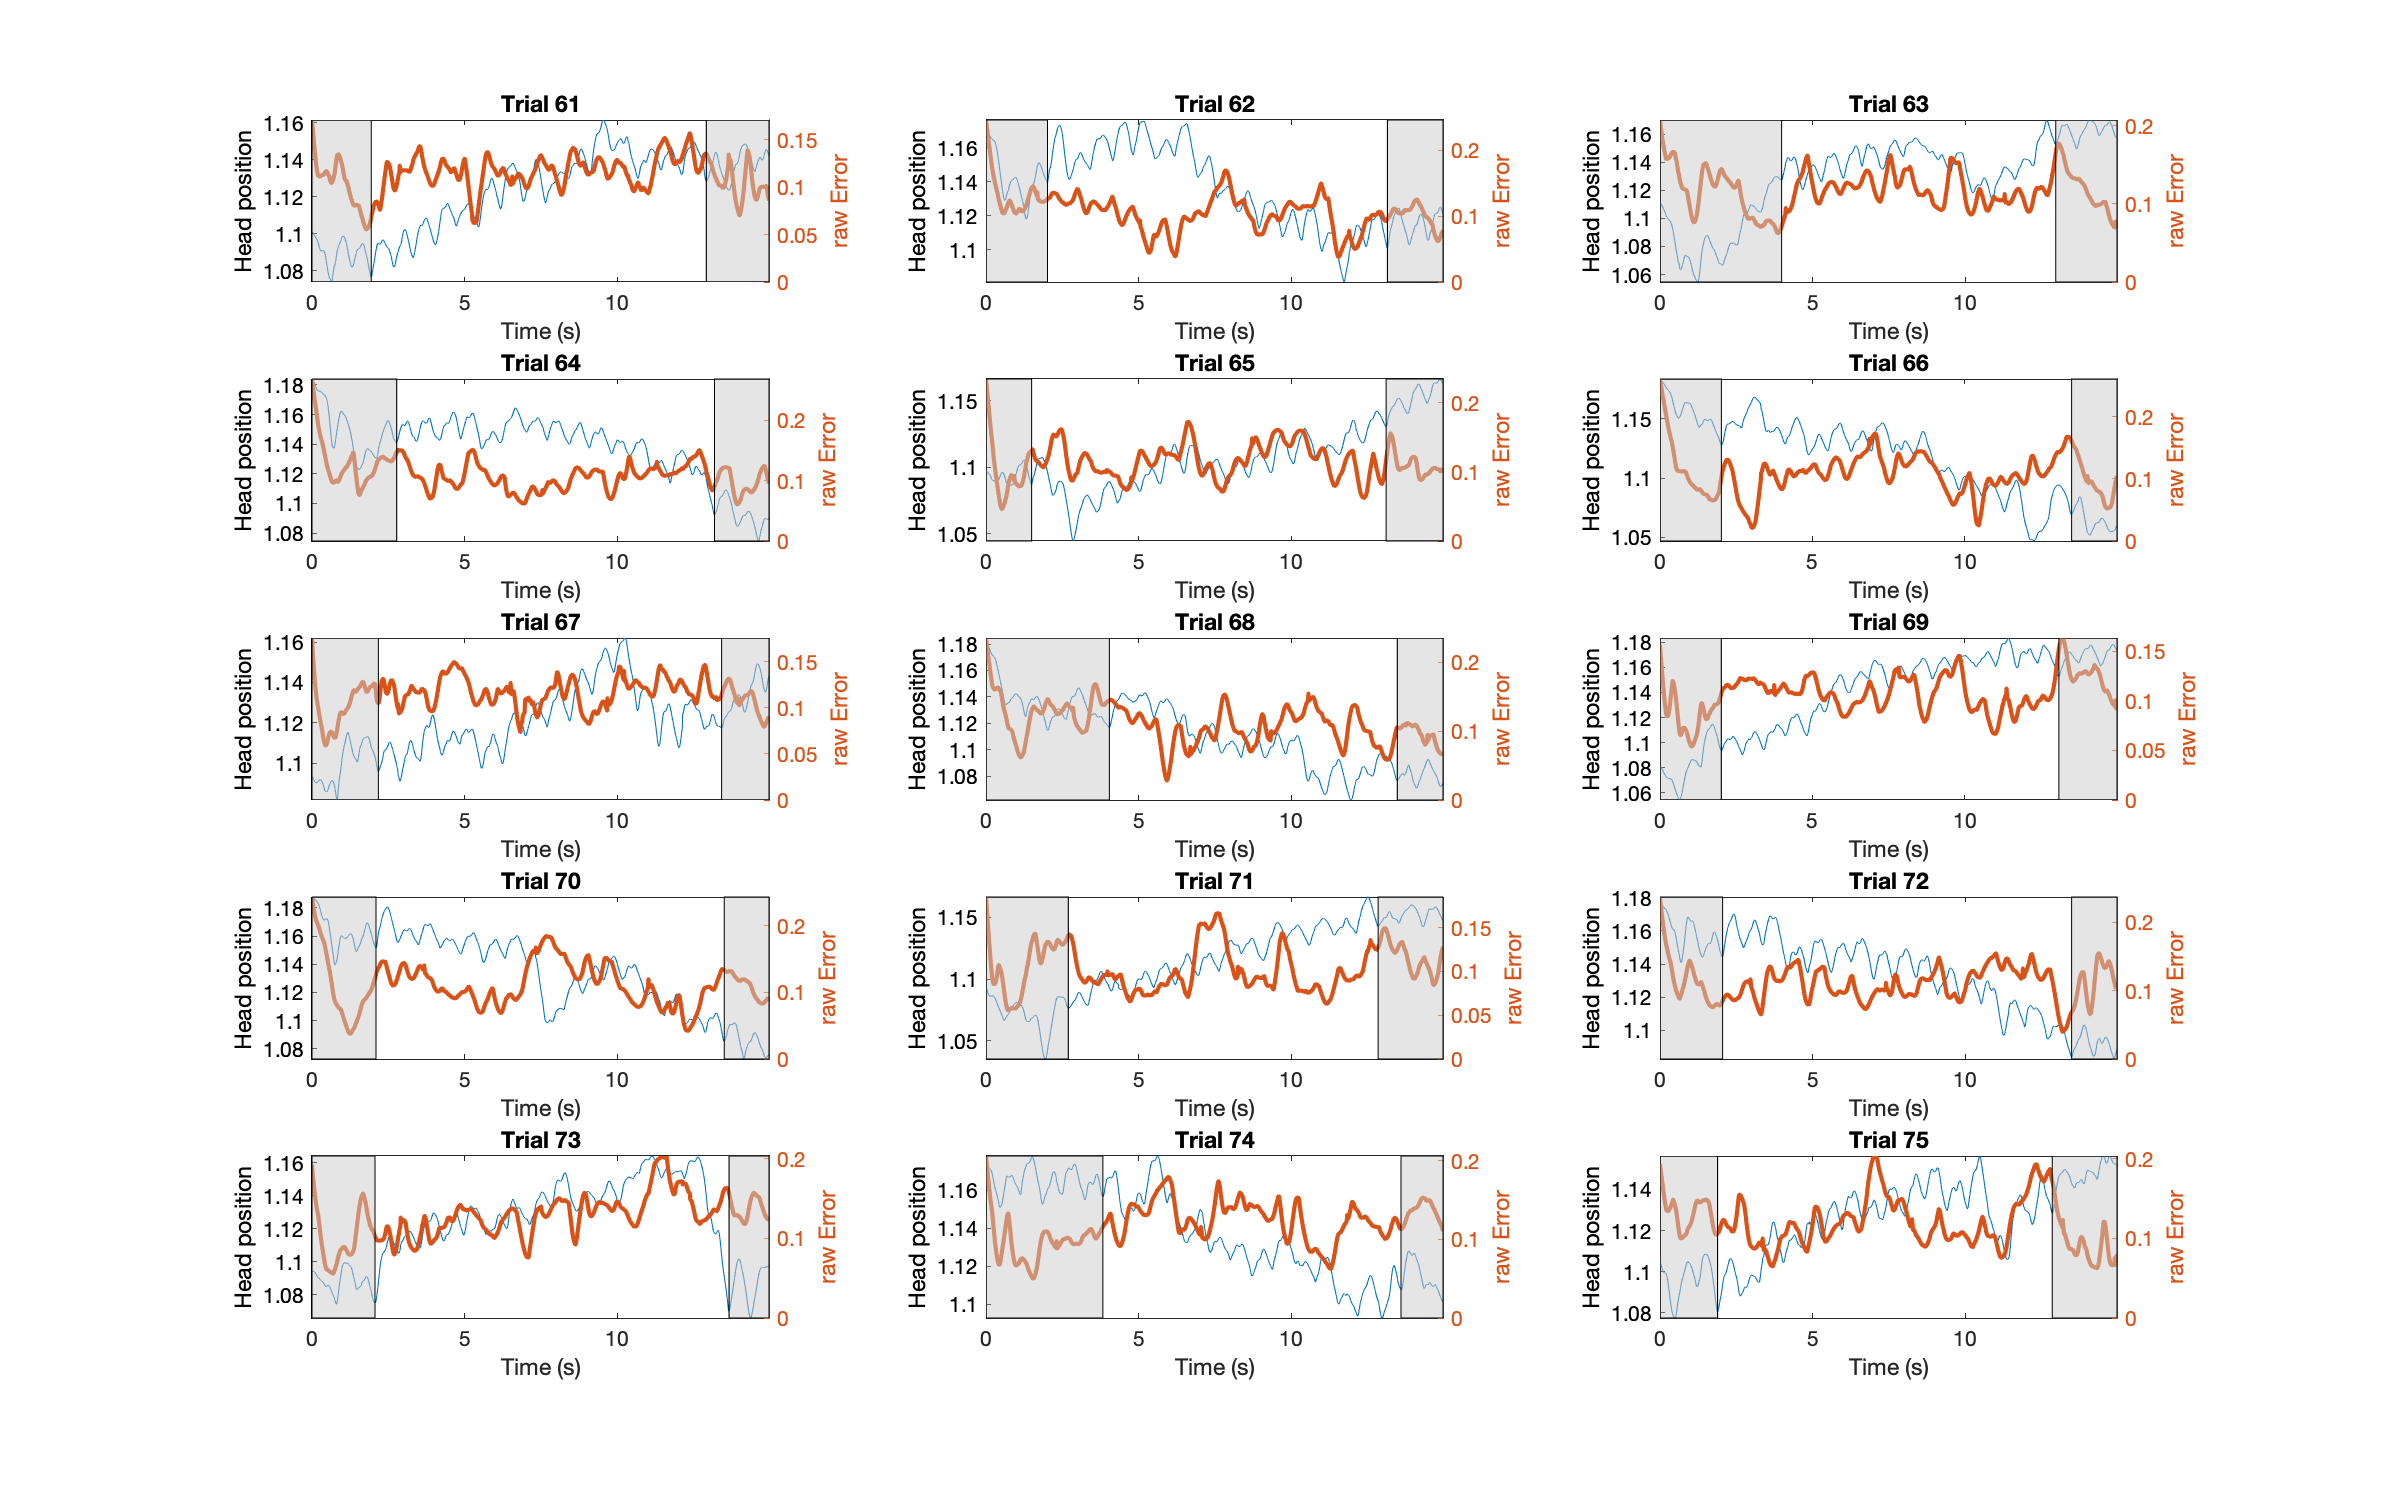 Trial 61
Head position
1.16
1.14
1.12
1.1
1.08
0.15
0.1
0.05
0
raw Error
0 5 10
Time (s)
Trial 62
Head position
1.16
1.14
1.12
1.1
0.2
0.1
0
raw Error
0 5 10
Time (s)
Trial 63
Head position
1.16
1.14
1.12
1.1
1.08
1.06
0.2
0.1
0
raw Error
0 5 10
Time (s)
Trial 64
Head position
1.18
1.16
1.14
1.12
1.1
1.08
0.2
0.1
0
raw Error
0 5 10
Time (s)
Trial 65
Head position
1.15
1.1
1.05
0.2
0.1
0
raw Error
0 5 10
Time (s)
Trial 66
Head position
1.15
1.1
1.05
0.2
0.1
0
raw Error
0 5 10
Time (s)
Trial 67
Head position
1.16
1.14
1.12
1.1
0.15
0.1
0.05
0
raw Error
0 5 10
Time (s)
Trial 68
Head position
1.18
1.16
1.14
1.12
1.1
1.08
0.2
0.1
0
raw Error
0 5 10
Time (s)
Trial 69
Head position
1.18
1.16
1.14
1.12
1.1
1.08
1.06
0.15
0.1
0.05
0
raw Error
0 5 10
Time (s)
Trial 70
Head position
1.18
1.16
1.14
1.12
1.1
1.08
0.2
0.1
0
raw Error
0 5 10
Time (s)
Trial 71
Head position
1.15
1.1
1.05
0.15
0.1
0.05
0
raw Error
0 5 10
Time (s)
Trial 72
Head position
1.18
1.16
1.14
1.12
1.1
0.2
0.1
0
raw Error
0 5 10
Time (s)
Trial 73
Head position
1.16
1.14
1.12
1.1
1.08
0.2
0.1
0
raw Error
0 5 10
Time (s)
Trial 74
Head position
1.16
1.14
1.12
1.1
0.2
0.1
0
raw Error
0 5 10
Time (s)
Trial 75
Head position
1.14
1.12
1.1
1.08
0.2
0.1
0
raw Error
0 5 10
Time (s)